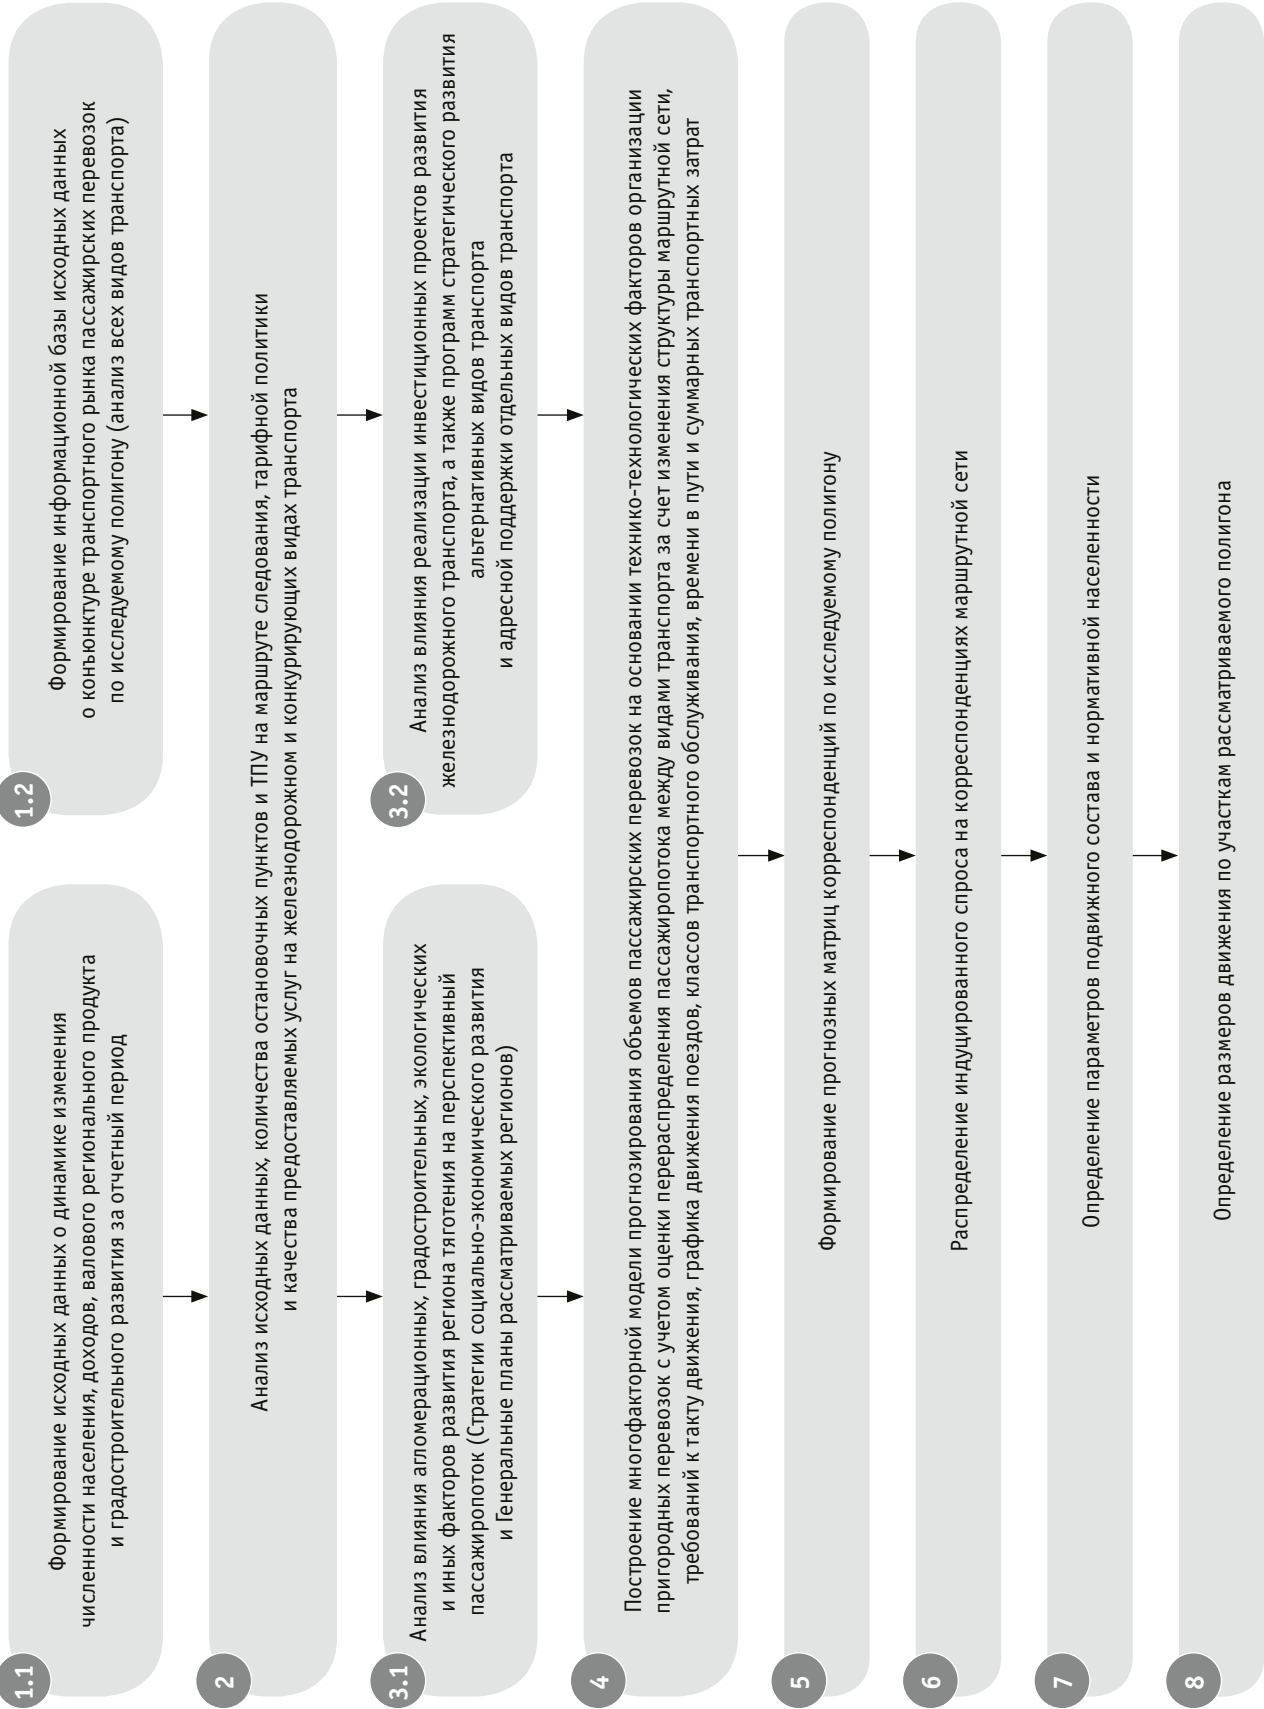 1.1
Формирование исходных данных о динамике изменения
численности населения, доходов, валового регионального продукта
и градостроительного развития за отчетный период
1.2
Формирование информационной базы исходных данных
о конъюнктуре транспортного рынка пассажирских перевозок
по исследуемому полигону (анализ всех видов транспорта)
2
Анализ исходных данных, количества остановочных пунктов и ТПУ на маршруте следования, тарифной политики
и качества предоставляемых услуг на железнодорожном и конкурирующих видах транспорта
3.1
Анализ влияния агломерационных, градостроительных, экологических
и иных факторов развития региона тяготения на перспективный
пассажиропоток (Стратегии социально-экономического развития
и Генеральные планы рассматриваемых регионов)
3.2
Анализ влияния реализации инвестиционных проектов развития
железнодорожного транспорта, а также программ стратегического развития
альтернативных видов транспорта
и адресной поддержки отдельных видов транспорта
4
Построение многофакторной модели прогнозирования объемов пассажирских перевозок на основании технико-технологических факторов организации
пригородных перевозок с учетом оценки перераспределения пассажиропотока между видами транспорта за счет изменения структуры маршрутной сети,
требований к такту движения, графика движения поездов, классов транспортного обслуживания, времени в пути и суммарных транспортных затрат
5
Формирование прогнозных матриц корреспонденций по исследуемому полигону
6
Распределение индуцированного спроса на корреспонденциях маршрутной сети
7
Определение параметров подвижного состава и нормативной населенности
8
Определение размеров движения по участкам рассматриваемого полигона